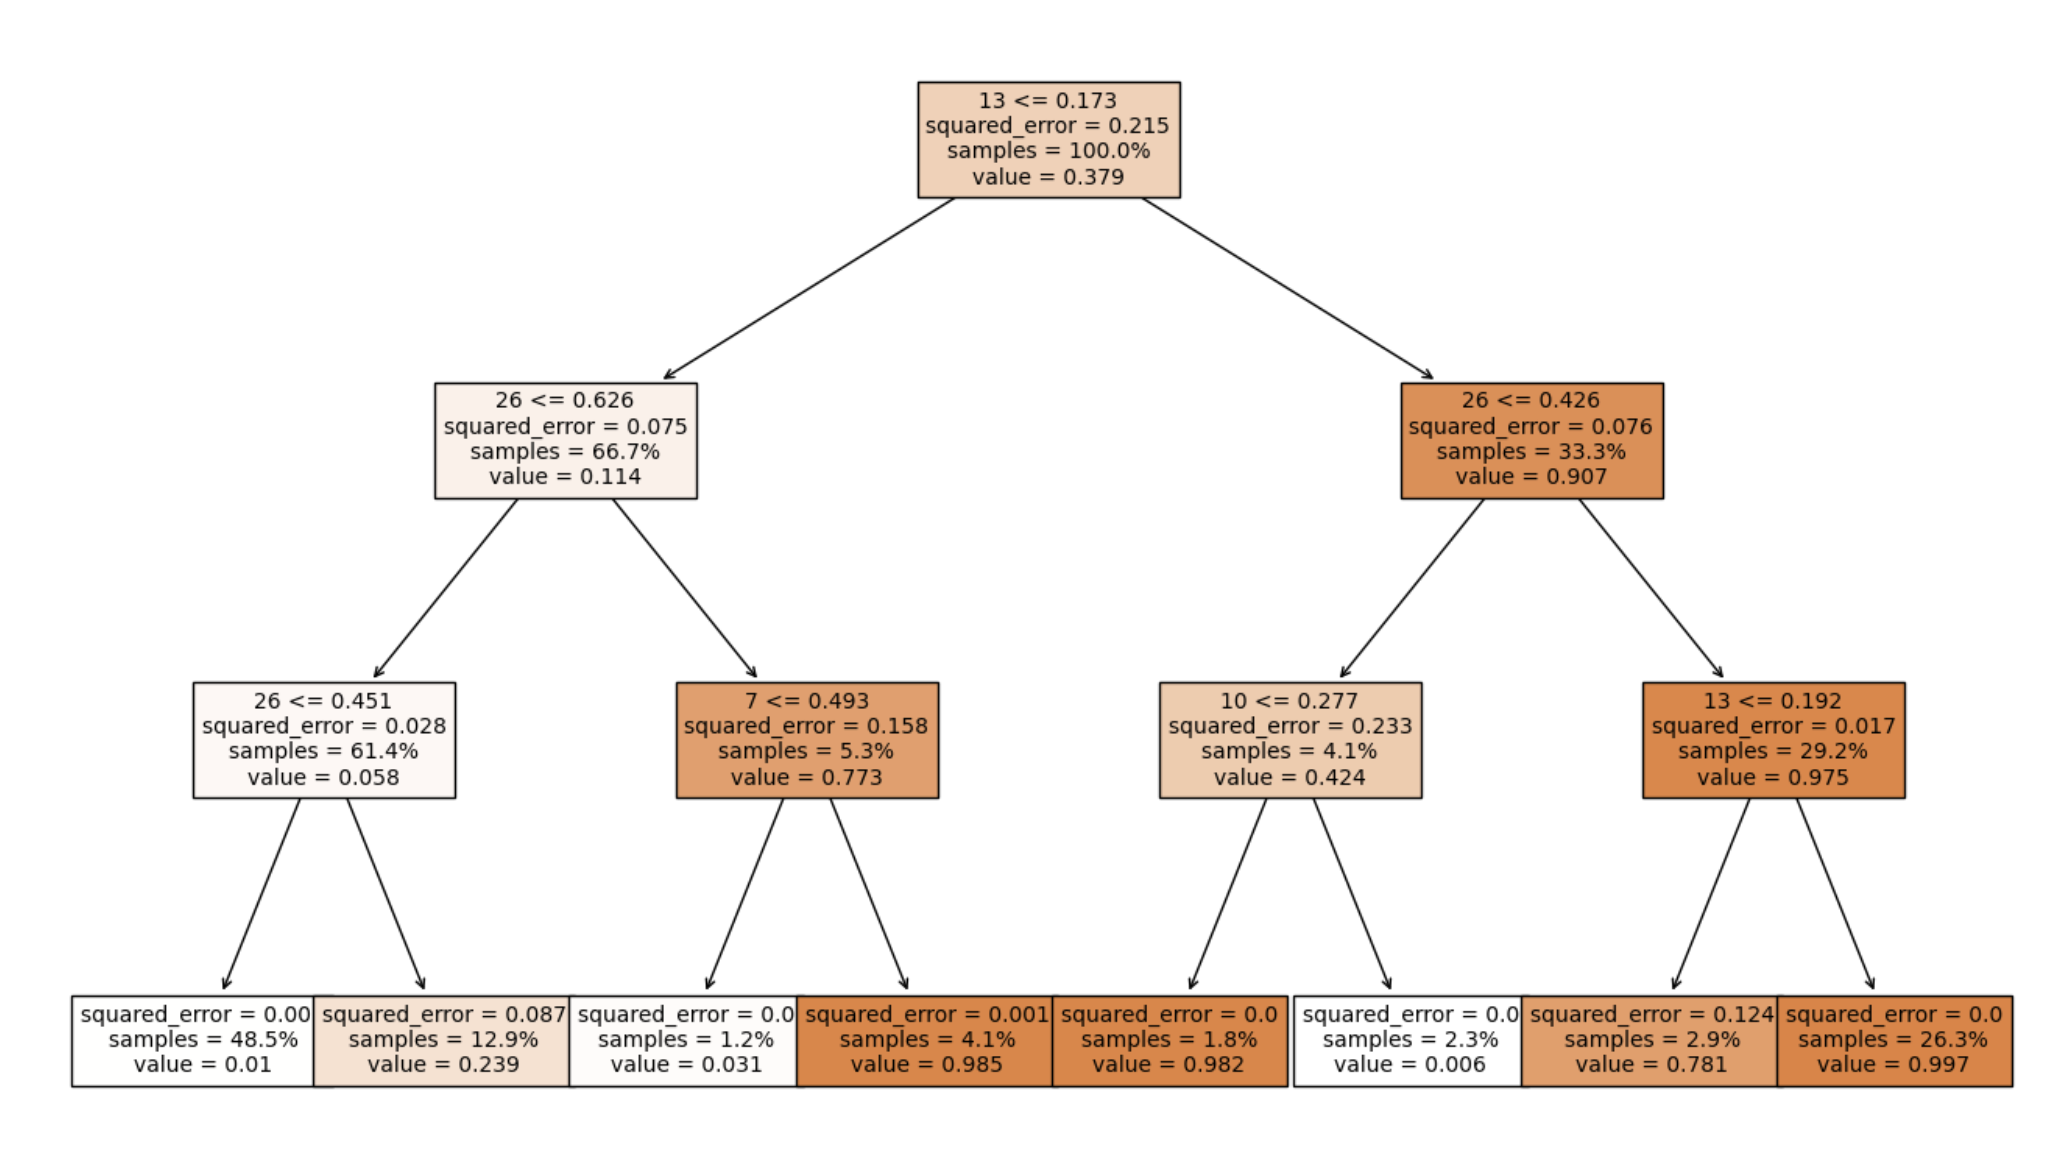 13 <= 0.173
squared_error = 0.215
samples = 100.0%
value = 0.379
26 <= 0.626
squared_error = 0.075
samples = 66.7%
value = 0.114
26 <= 0.426
squared_error = 0.076
samples = 33.3%
value = 0.907
26 <= 0.451
squared_error = 0.028
samples = 61.4%
value = 0.058
7 <= 0.493
squared_error = 0.158
samples = 5.3%
value = 0.773
10 <= 0.277
squared_error = 0.233
samples = 4.1%
value = 0.424
13 <= 0.192
squared_error = 0.017
samples = 29.2%
value = 0.975
squared_error = 0.00
samples = 48.5%
value = 0.01
squared_error = 0.087
samples = 12.9%
value = 0.239
squared_error = 0.0
samples = 1.2%
value = 0.031
squared_error = 0.001
samples = 4.1%
value = 0.985
squared_error = 0.0
samples = 1.8%
value = 0.982
squared_error = 0.0
samples = 2.3%
value = 0.006
squared_error = 0.124
samples = 2.9%
value = 0.781
squared_error = 0.0
samples = 26.3%
value = 0.997